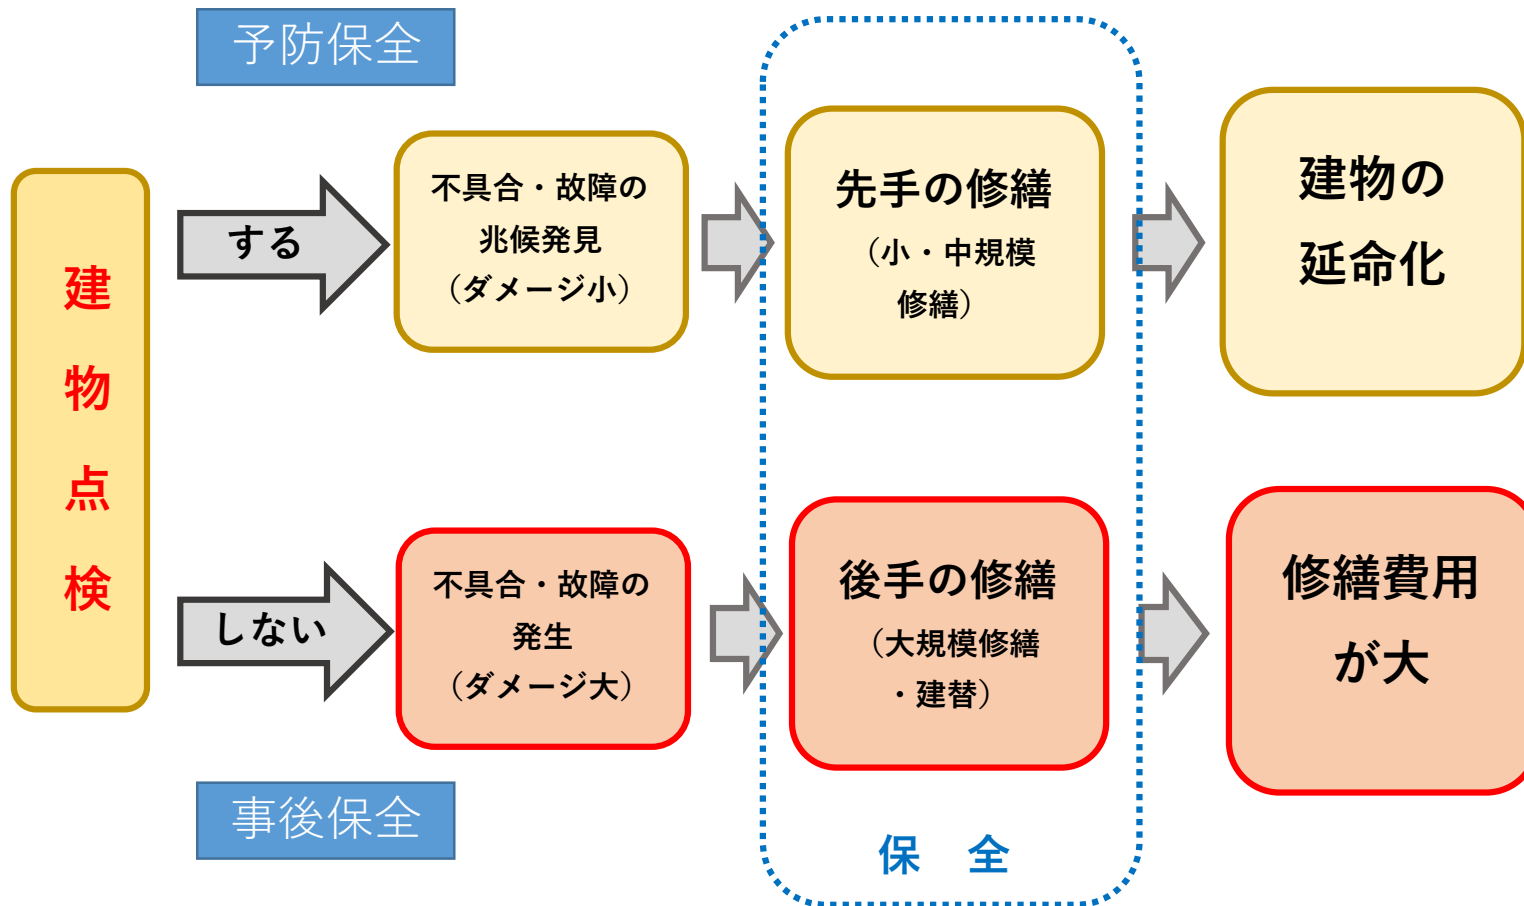 予防保全
建物点検
する
不具合・故障の
兆候発見
（ダメージ小）
先手の修繕
（小・中規模
修繕）
建物の
延命化
しない
不具合・故障の
発生
（ダメージ大）
後手の修繕
（大規模修繕
・建替）
修繕費用
が大
事後保全
保　全